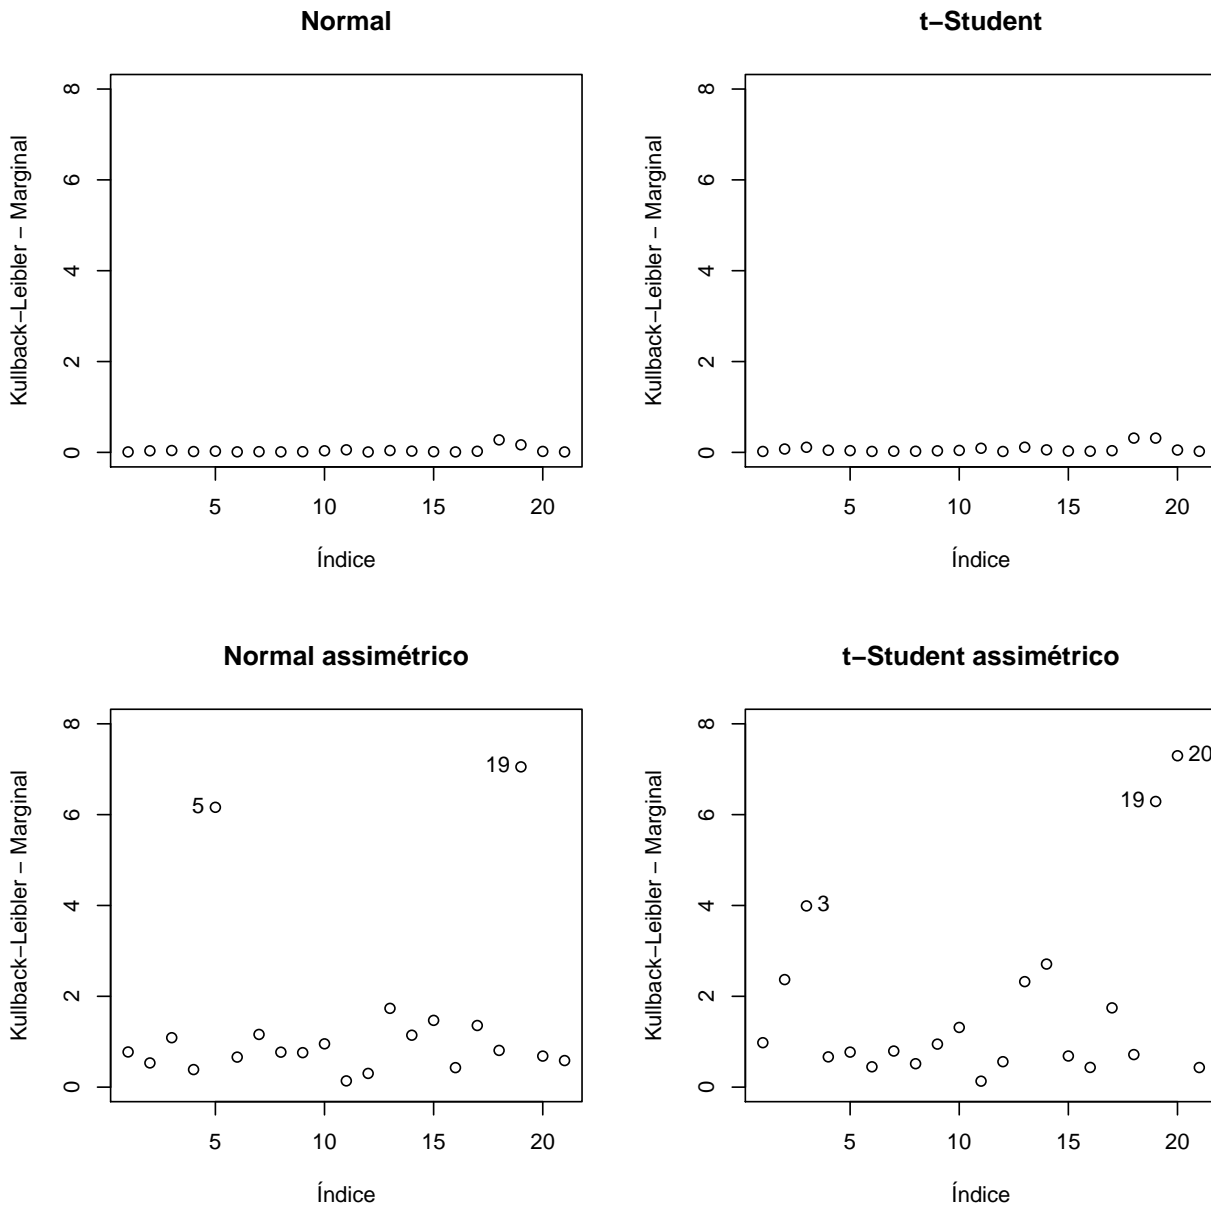 Normal
Kullback−Leibler − Marginal
0 2 4 6 8
5 10 15 20
Índice
t−Student
Kullback−Leibler − Marginal
0 2 4 6 8
5 10 15 20
Índice
Normal assimétrico
Kullback−Leibler − Marginal
0 2 4 6 8
5
19
5 10 15 20
Índice
t−Student assimétrico
Kullback−Leibler − Marginal
0 2 4 6 8
20
19
3
5 10 15 20
Índice